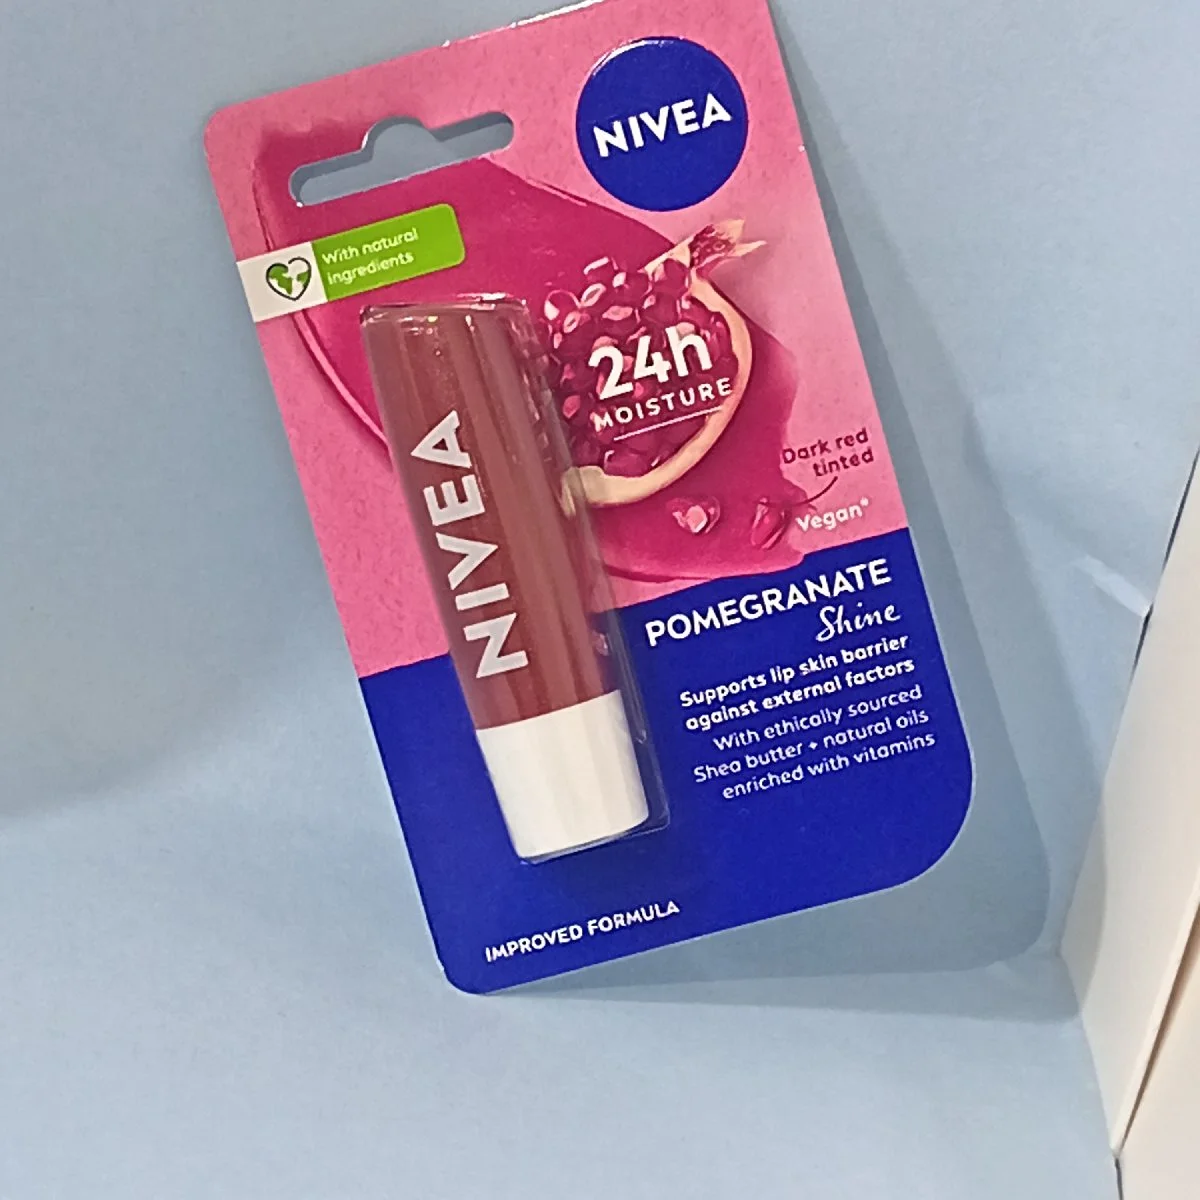 NIVEA
With natural
ingredients
24h
MOISTURE
NIVEA
Dark red
tinted
Vegan*
POMEGRANATE
Shine
Supports lip skin barrier
against external factors
With ethically sourced
Shea butter + natural oils
enriched with vitamins
IMPROVED FORMULA